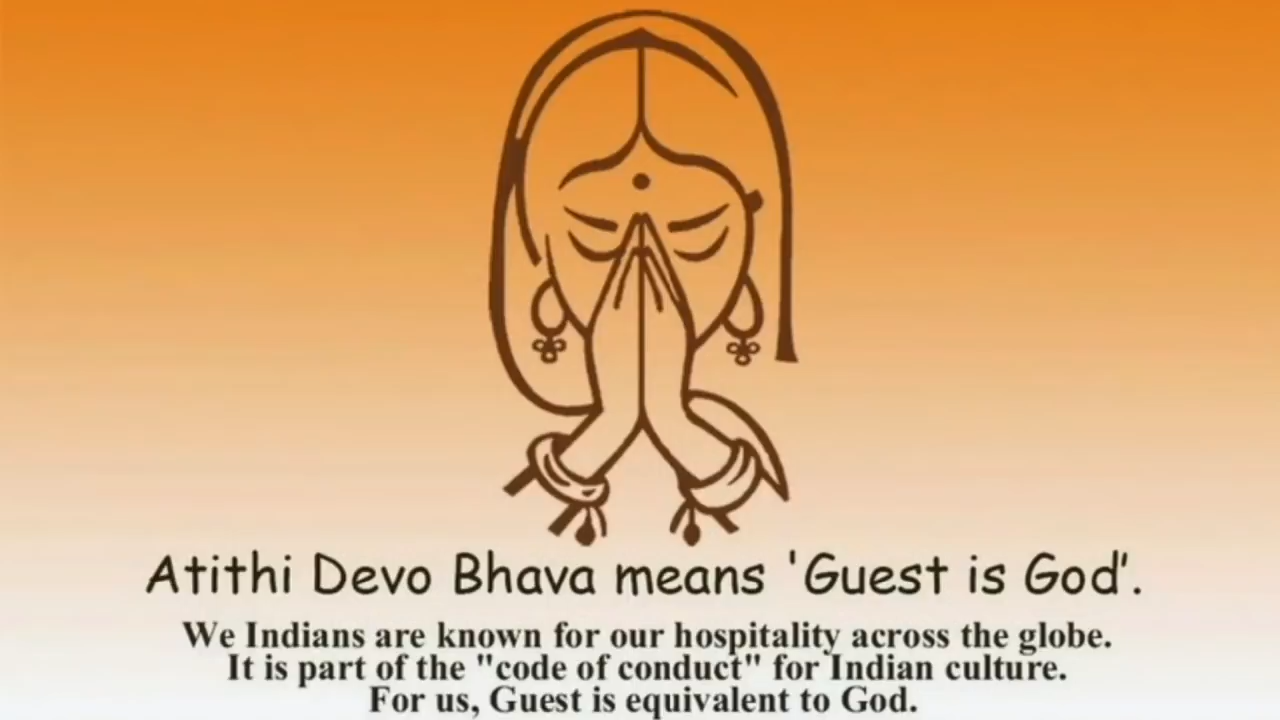 Atithi Devo Bhava means 'Guest is God'.
We Indians are known for our hospitality across the globe.
It is part of the "code of conduct" for Indian culture.
For us, Guest is equivalent to God.